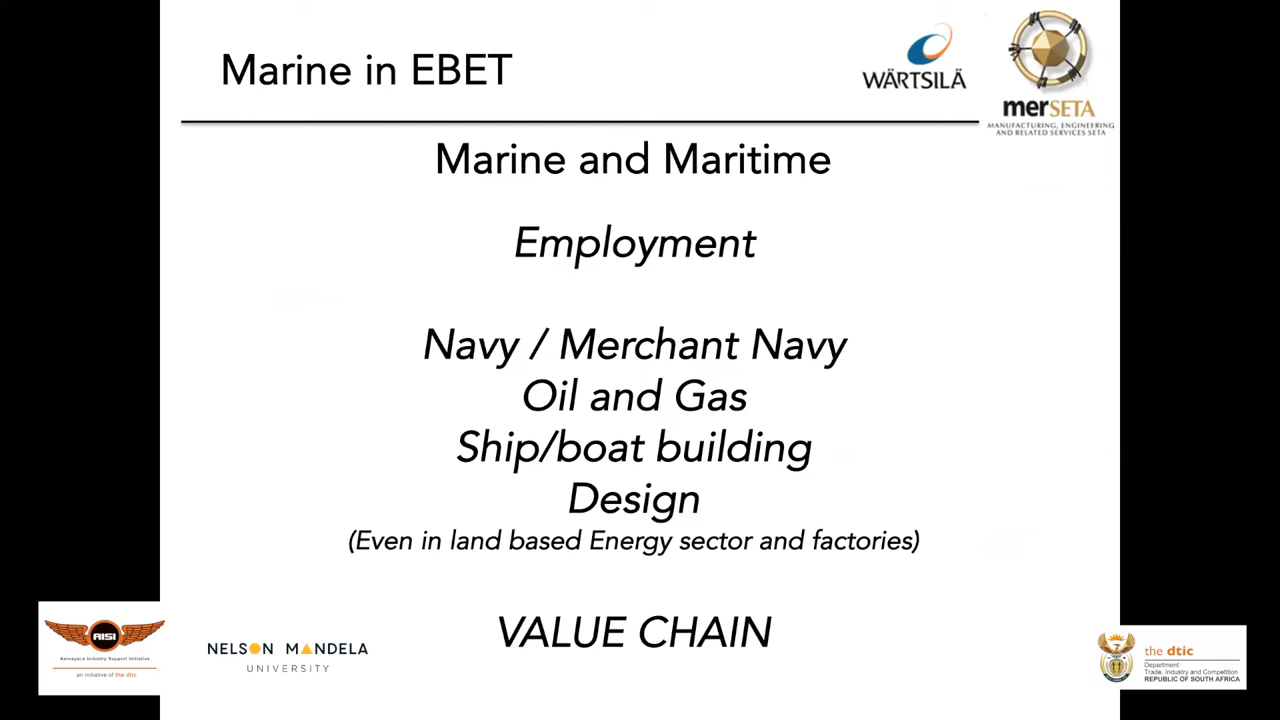 Marine in EBET
WÄRTSILÄ
merSETA
MANUFACTURING, ENGINEERING
AND RELATED SERVICES SETA
Marine and Maritime
Employment
Navy / Merchant Navy
Oil and Gas
Ship/boat building
Design
(Even in land based Energy sector and factories)
VALUE CHAIN
AISI
Aerospace Industry Support Initiative
an initiative of the dtic
NELSON MANDELA
UNIVERSITY
the dtic
Department:
Trade, Industry and Competition
REPUBLIC OF SOUTH AFRICA